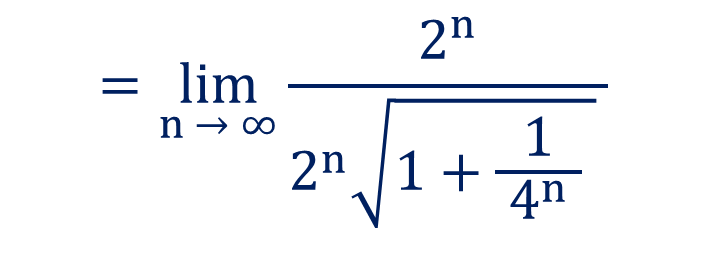 = lim n → ∞ 2ⁿ / 2ⁿ √(1 + 1/4ⁿ)